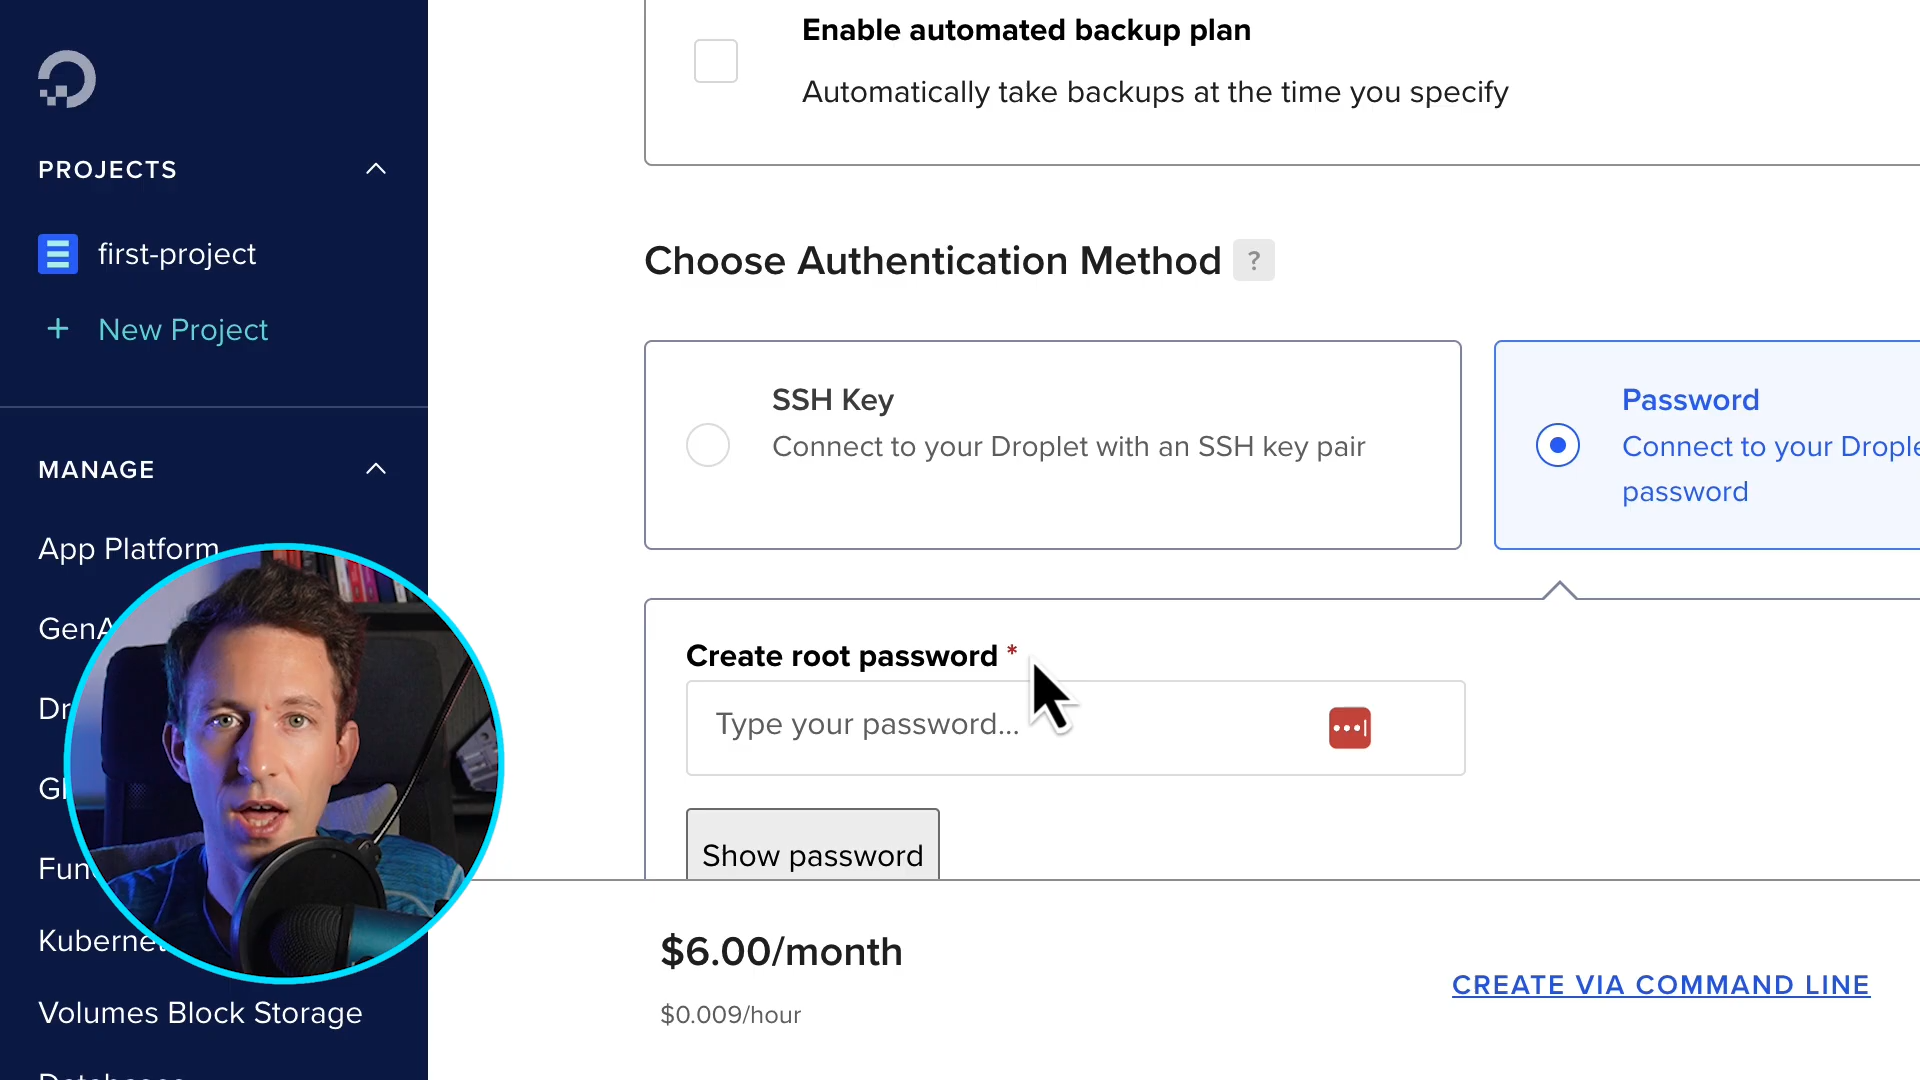 PROJECTS
first-project
+ New Project
MANAGE
App Platform
Volumes Block Storage
Enable automated backup plan
Automatically take backups at the time you specify
Choose Authentication Method ?
SSH Key
Connect to your Droplet with an SSH key pair
Password
Connect to your
password
Create root password *
Type your password...
Show password
$6.00/month
$0.009/hour
CREATE VIA COMMAND LINE